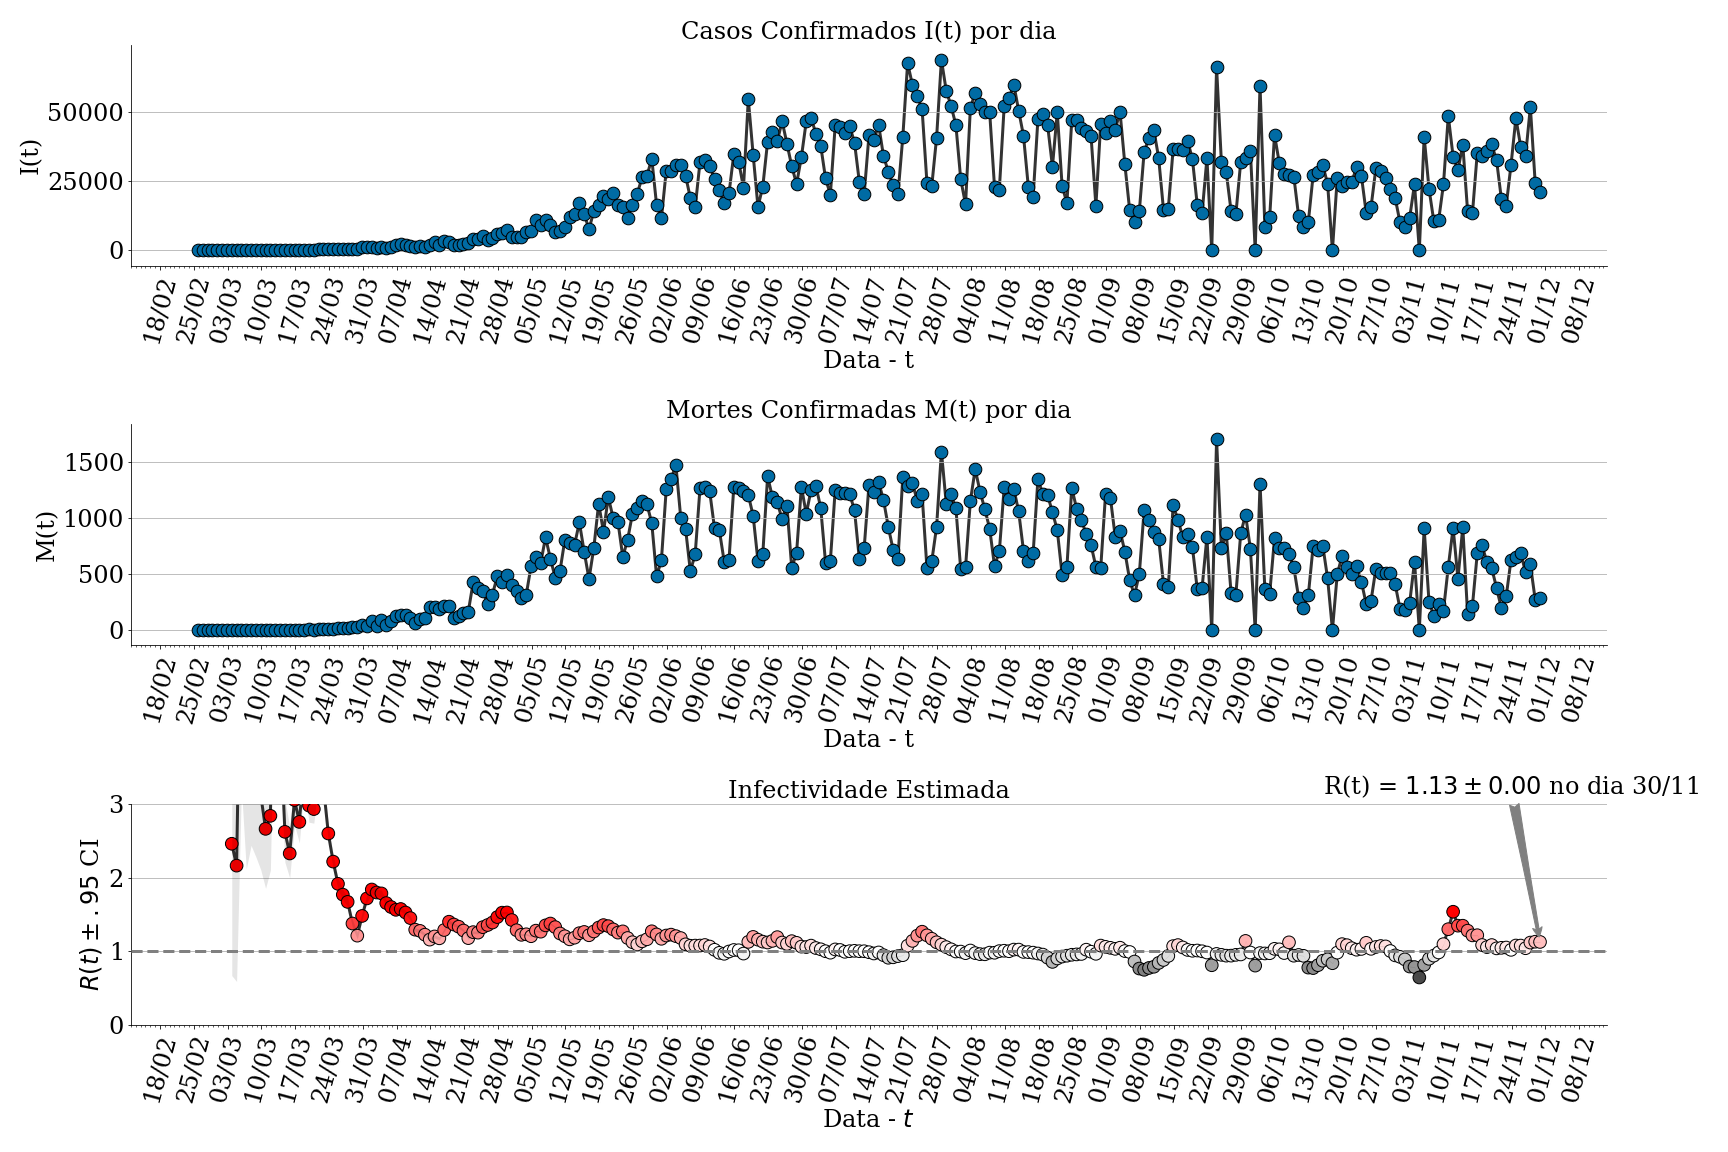 Casos Confirmados I(t) por dia
I(t)
50000
25000
0
18/02 25/02 03/03 10/03 17/03 24/03 31/03 07/04 14/04 21/04 28/04 05/05 12/05 19/05 26/05 02/06 09/06 16/06 23/06 30/06 07/07 14/07 21/07 28/07 04/08 11/08 18/08 25/08 01/09 08/09 15/09 22/09 29/09 06/10 13/10 20/10 27/10 03/11 10/11 17/11 24/11 01/12 08/12
Data - t
Mortes Confirmadas M(t) por dia
M(t)
1500
1000
500
0
18/02 25/02 03/03 10/03 17/03 24/03 31/03 07/04 14/04 21/04 28/04 05/05 12/05 19/05 26/05 02/06 09/06 16/06 23/06 30/06 07/07 14/07 21/07 28/07 04/08 11/08 18/08 25/08 01/09 08/09 15/09 22/09 29/09 06/10 13/10 20/10 27/10 03/11 10/11 17/11 24/11 01/12 08/12
Data - t
Infectividade Estimada
R(t) = 1.13 ± 0.00 no dia 30/11
R(t) ± .95 CI
3
2
1
0
18/02 25/02 03/03 10/03 17/03 24/03 31/03 07/04 14/04 21/04 28/04 05/05 12/05 19/05 26/05 02/06 09/06 16/06 23/06 30/06 07/07 14/07 21/07 28/07 04/08 11/08 18/08 25/08 01/09 08/09 15/09 22/09 29/09 06/10 13/10 20/10 27/10 03/11 10/11 17/11 24/11 01/12 08/12
Data - t